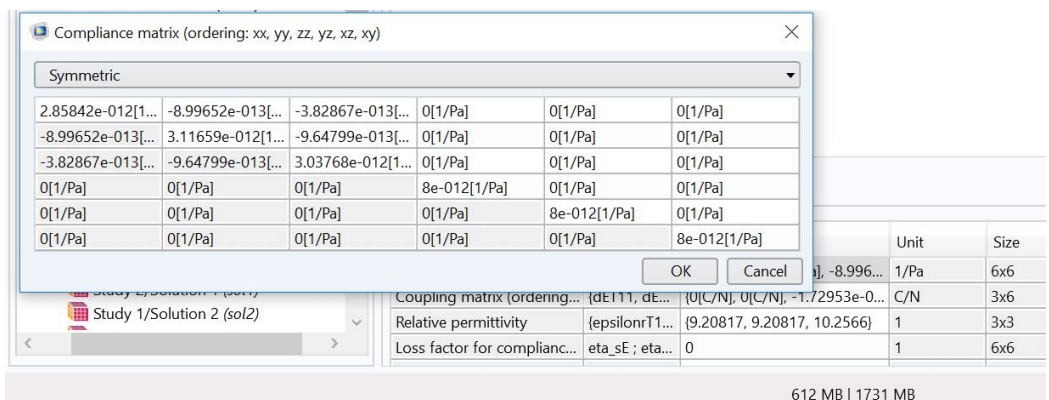 Compliance matrix (ordering: xx, yy, zz, yz, xz, xy)
Symmetric
2.85842e-012[1... -8.99652e-013[... -3.82867e-013[... 0[1/Pa] 0[1/Pa] 0[1/Pa]
-8.99652e-013[... 3.11659e-012[1... -9.64799e-013[... 0[1/Pa] 0[1/Pa] 0[1/Pa]
-3.82867e-013[... -9.64799e-013[... 3.03768e-012[1... 0[1/Pa] 0[1/Pa] 0[1/Pa]
0[1/Pa] 0[1/Pa] 0[1/Pa] 8e-012[1/Pa] 0[1/Pa] 0[1/Pa]
0[1/Pa] 0[1/Pa] 0[1/Pa] 0[1/Pa] 8e-012[1/Pa] 0[1/Pa]
0[1/Pa] 0[1/Pa] 0[1/Pa] 0[1/Pa] 0[1/Pa] 8e-012[1/Pa]
OK Cancel
Unit Size
], -8.996... 1/Pa 6x6
Study 2/Solution 1 (sol1)
Coupling matrix (ordering... {dET11, dE... {0[C/N], 0[C/N], -1.72953e-0... C/N 3x6
Study 1/Solution 2 (sol2)
Relative permittivity {epsilonrT1... {9.20817, 9.20817, 10.2566} 1 3x3
Loss factor for complianc... eta_sE ; eta... 0 1 6x6
612 MB | 1731 MB